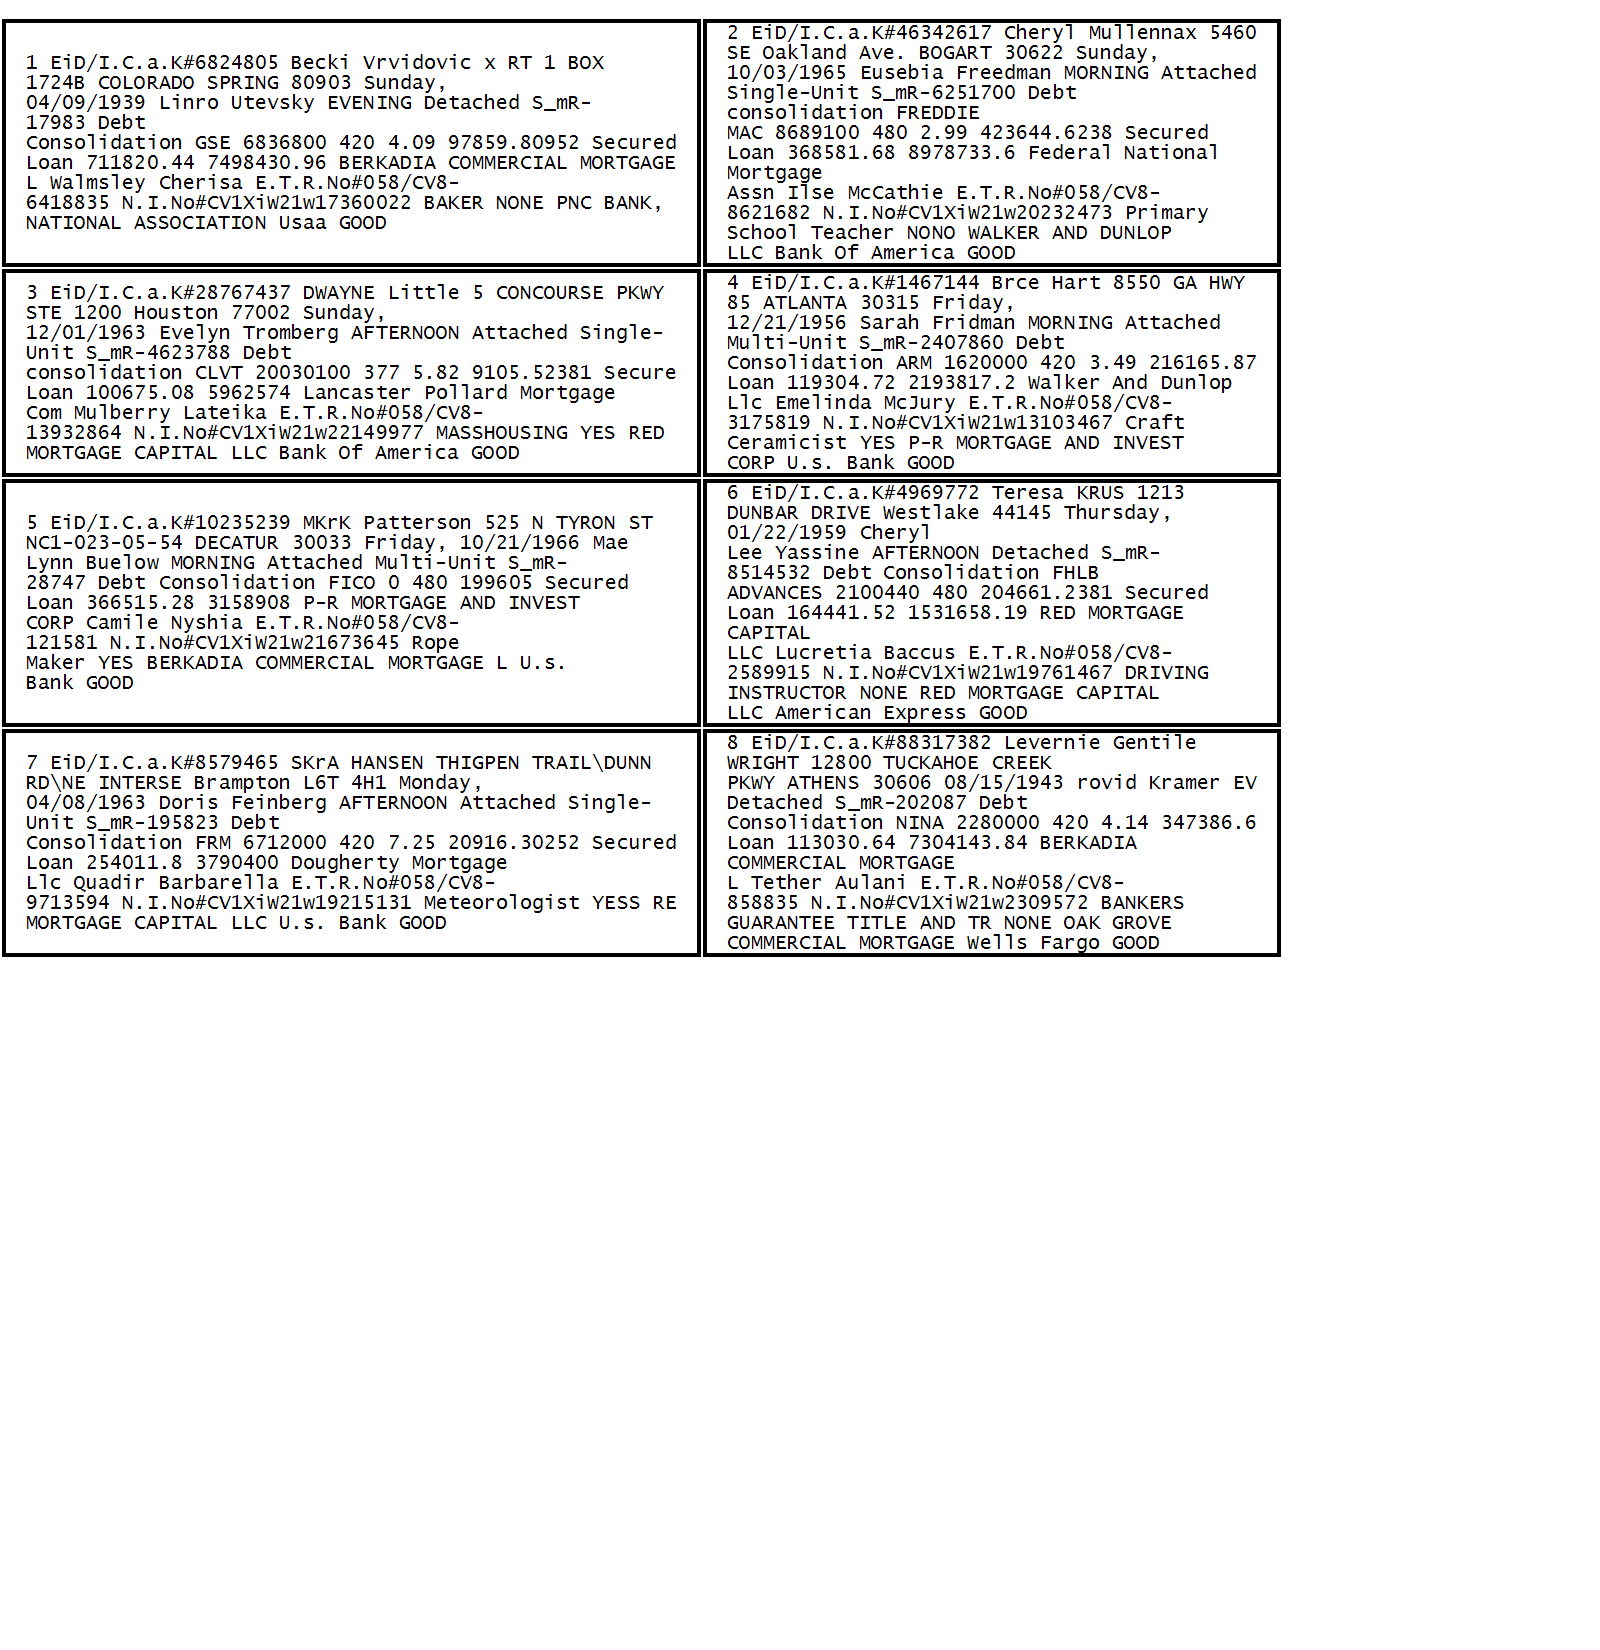 1 EiD/I.C.a.K#6824805 Becki Vrvidovic x RT 1 BOX
1724B COLORADO SPRING 80903 Sunday,
04/09/1939 Linro Utevsky EVENING Detached S_mR-
17983 Debt
Consolidation GSE 6836800 420 4.09 97859.80952 Secured
Loan 711820.44 7498430.96 BERKADIA COMMERCIAL MORTGAGE
L Walmsley Cherisa E.T.R.No#058/CV8-
6418835 N.I.No#CV1XiW21w17360022 BAKER NONE PNC BANK,
NATIONAL ASSOCIATION Usaa GOOD
2 EiD/I.C.a.K#46342617 Cheryl Mullennax 5460
SE Oakland Ave. BOGART 30622 Sunday,
10/03/1965 Eusebia Freedman MORNING Attached
Single-Unit S_mR-6251700 Debt
consolidation FREDDIE
MAC 8689100 480 2.99 423644.6238 Secured
Loan 368581.68 8978733.6 Federal National
Mortgage
Assn Ilse McCathie E.T.R.No#058/CV8-
8621682 N.I.No#CV1XiW21w20232473 Primary
School Teacher NONO WALKER AND DUNLOP
LLC Bank Of America GOOD
3 EiD/I.C.a.K#28767437 DWAYNE Little 5 CONCOURSE PKWY
STE 1200 Houston 77002 Sunday,
12/01/1963 Evelyn Tromberg AFTERNOON Attached Single-
Unit S_mR-4623788 Debt
consolidation CLVT 20030100 377 5.82 9105.52381 Secure
Loan 100675.08 5962574 Lancaster Pollard Mortgage
Com Mulberry Lateika E.T.R.No#058/CV8-
13932864 N.I.No#CV1XiW21w22149977 MASSHOUSING YES RED
MORTGAGE CAPITAL LLC Bank Of America GOOD
4 EiD/I.C.a.K#1467144 Brce Hart 8550 GA HWY
85 ATLANTA 30315 Friday,
12/21/1956 Sarah Fridman MORNING Attached
Multi-Unit S_mR-2407860 Debt
Consolidation ARM 1620000 420 3.49 216165.87
Loan 119304.72 2193817.2 Walker And Dunlop
Llc Emelinda McJury E.T.R.No#058/CV8-
3175819 N.I.No#CV1XiW21w13103467 Craft
Ceramicist YES P-R MORTGAGE AND INVEST
CORP U.s. Bank GOOD
5 EiD/I.C.a.K#10235239 MKrK Patterson 525 N TYRON ST
NC1-023-05-54 DECATUR 30033 Friday, 10/21/1966 Mae
Lynn Buelow MORNING Attached Multi-Unit S_mR-
28747 Debt Consolidation FICO 0 480 199605 Secured
Loan 366515.28 3158908 P-R MORTGAGE AND INVEST
CORP Camile Nyshia E.T.R.No#058/CV8-
121581 N.I.No#CV1XiW21w21673645 Rope
Maker YES BERKADIA COMMERCIAL MORTGAGE L U.s.
Bank GOOD
6 EiD/I.C.a.K#4969772 Teresa KRUS 1213
DUNBAR DRIVE Westlake 44145 Thursday,
01/22/1959 Cheryl
Lee Yassine AFTERNOON Detached S_mR-
8514532 Debt Consolidation FHLB
ADVANCES 2100440 480 204661.2381 Secured
Loan 164441.52 1531658.19 RED MORTGAGE
CAPITAL
LLC Lucretia Baccus E.T.R.No#058/CV8-
2589915 N.I.No#CV1XiW21w19761467 DRIVING
INSTRUCTOR NONE RED MORTGAGE CAPITAL
LLC American Express GOOD
7 EiD/I.C.a.K#8579465 SKrA HANSEN THIGPEN TRAIL\DUNN
RD\NE INTERSE Brampton L6T 4H1 Monday,
04/08/1963 Doris Feinberg AFTERNOON Attached Single-
Unit S_mR-195823 Debt
Consolidation FRM 6712000 420 7.25 20916.30252 Secured
Loan 254011.8 3790400 Dougherty Mortgage
Llc Quadir Barbarella E.T.R.No#058/CV8-
9713594 N.I.No#CV1XiW21w19215131 Meteorologist YESS RE
MORTGAGE CAPITAL LLC U.s. Bank GOOD
8 EiD/I.C.a.K#88317382 Levernie Gentile
WRIGHT 12800 TUCKAHOE CREEK
PKWY ATHENS 30606 08/15/1943 rovid Kramer EV
Detached S_mR-202087 Debt
Consolidation NINA 2280000 420 4.14 347386.6
Loan 113030.64 7304143.84 BERKADIA
COMMERCIAL MORTGAGE
L Tether Aulani E.T.R.No#058/CV8-
858835 N.I.No#CV1XiW21w2309572 BANKERS
GUARANTEE TITLE AND TR NONE OAK GROVE
COMMERCIAL MORTGAGE Wells Fargo GOOD